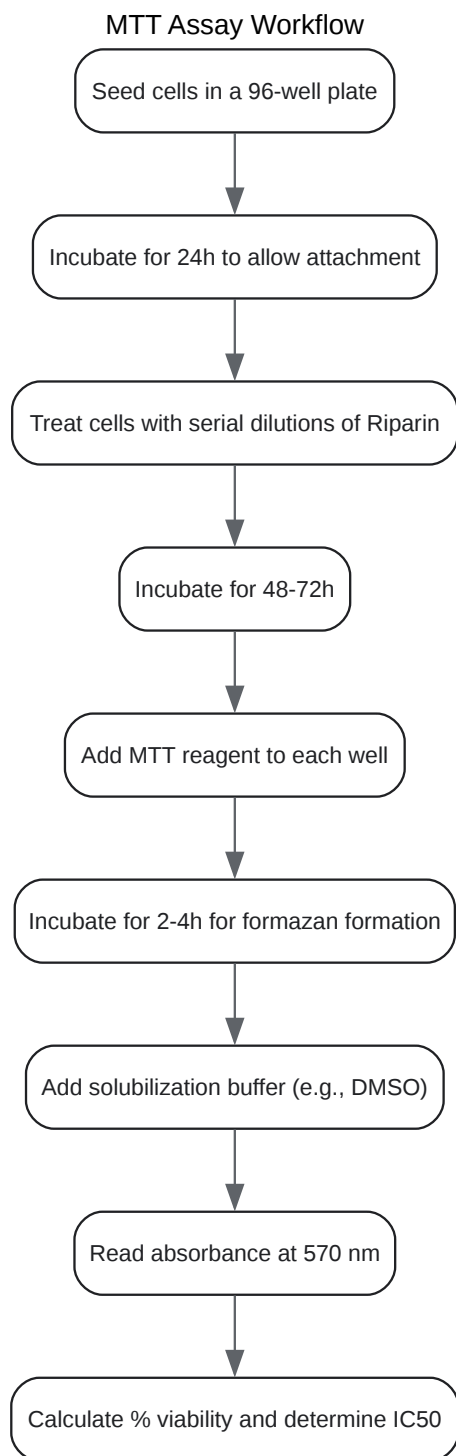 MTT Assay Workflow
Seed cells in a 96-well plate
Incubate for 24h to allow attachment
Treat cells with serial dilutions of Riparin
Incubate for 48-72h
Add MTT reagent to each well
Incubate for 2-4h for formazan formation
Add solubilization buffer (e.g., DMSO)
Read absorbance at 570 nm
Calculate % viability and determine IC50